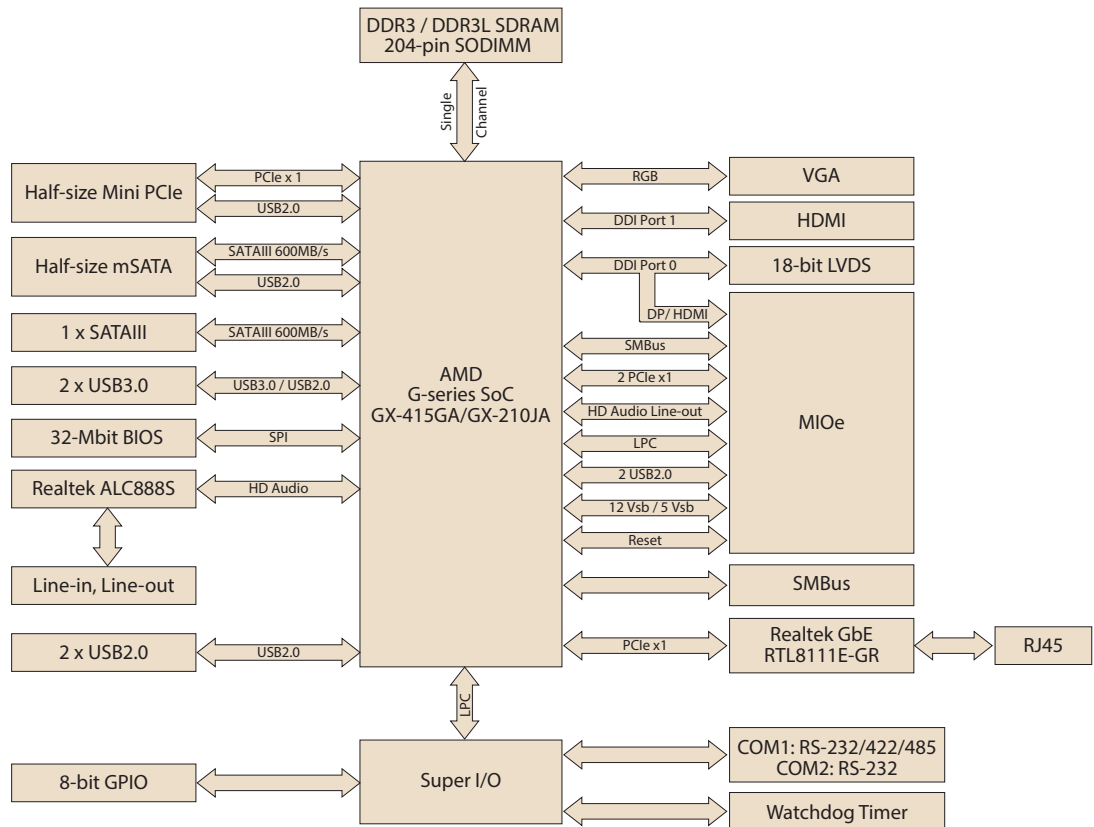 DDR3 / DDR3L SDRAM
204-pin SODIMM
Single
Channel
Half-size Mini PCIe
PCIe x 1
USB2.0
Half-size mSATA
SATAIII 600MB/s
USB2.0
1 x SATAIII
SATAIII 600MB/s
2 x USB3.0
USB3.0 / USB2.0
32-Mbit BIOS
SPI
Realtek ALC888S
HD Audio
Line-in, Line-out
2 x USB2.0
USB2.0
AMD
G-series SoC
GX-415GA/GX-210JA
RGB
VGA
DDI Port 1
HDMI
DDI Port 0
18-bit LVDS
DP/ HDMI
SMBus
2 PCIe x1
HD Audio Line-out
LPC
2 USB2.0
12 Vsb / 5 Vsb
Reset
MIOe
SMBus
PCIe x1
Realtek GbE
RTL8111E-GR
RJ45
LPC
8-bit GPIO
Super I/O
COM1: RS-232/422/485
COM2: RS-232
Watchdog Timer